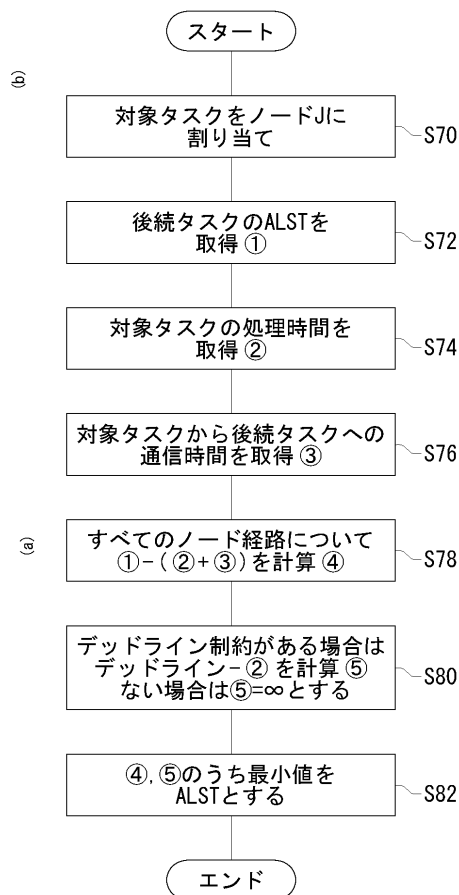 スタート
(b)
対象タスクをノードJに
割り当て
S70
後続タスクのALSTを
取得①
S72
対象タスクの処理時間を
取得②
S74
対象タスクから後続タスクへの
通信時間を取得③
S76
(a)
すべてのノード経路について
①-(②+③)を計算④
S78
デッドライン制約がある場合は
デッドライン-②を計算⑤
ない場合は⑤=∞とする
S80
④,⑤のうち最小値を
ALSTとする
S82
エンド